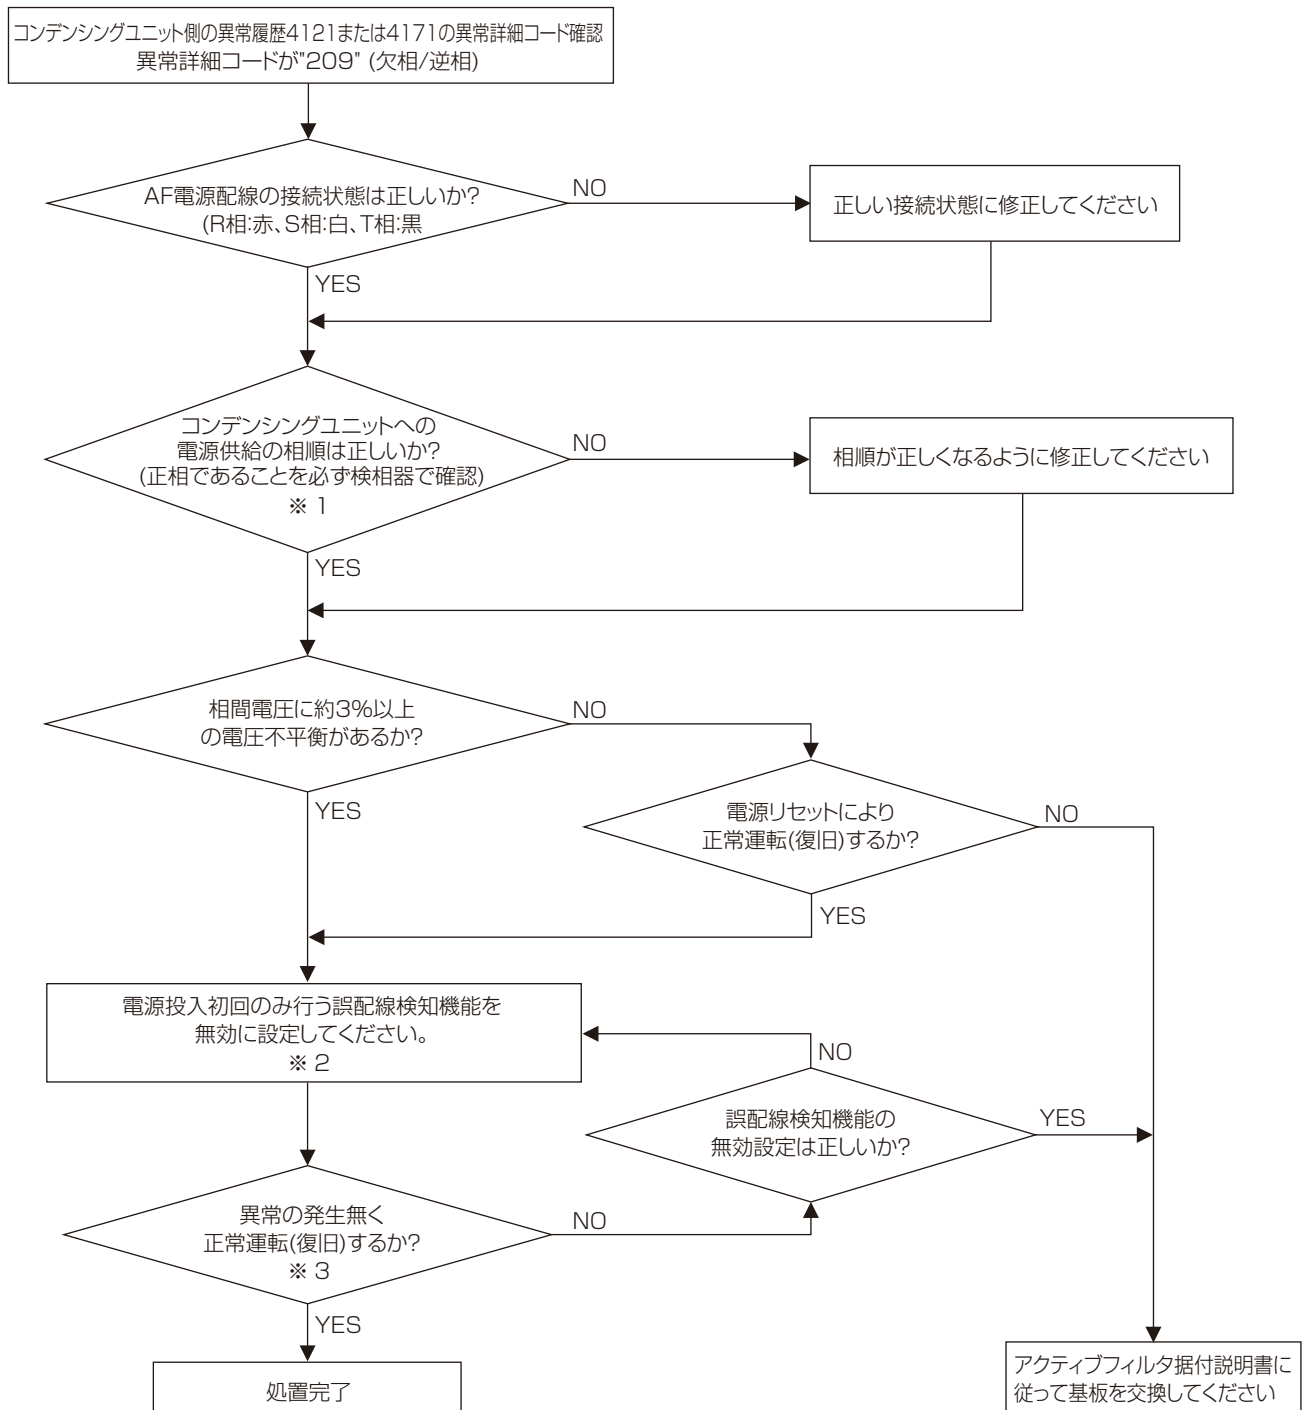 コンデンシングユニット側の異常履歴4121または4171の異常詳細コード確認
異常詳細コードが"209" (欠相/逆相)
AF電源配線の接続状態は正しいか?
(R相:赤、S相:白、T相:黒
NO
正しい接続状態に修正してください
YES
コンデンシングユニットへの
電源供給の相順は正しいか?
(正相であることを必ず検相器で確認)
※ 1
NO
相順が正しくなるように修正してください
YES
相間電圧に約3%以上
の電圧不平衡があるか?
NO
YES
電源リセットにより
正常運転(復旧)するか?
NO
YES
電源投入初回のみ行う誤配線検知機能を
無効に設定してください。
※ 2
NO
誤配線検知機能の
無効設定は正しいか?
YES
異常の発生無く
正常運転(復旧)するか?
※ 3
NO
YES
処置完了
アクティブフィルタ据付説明書に
従って基板を交換してください